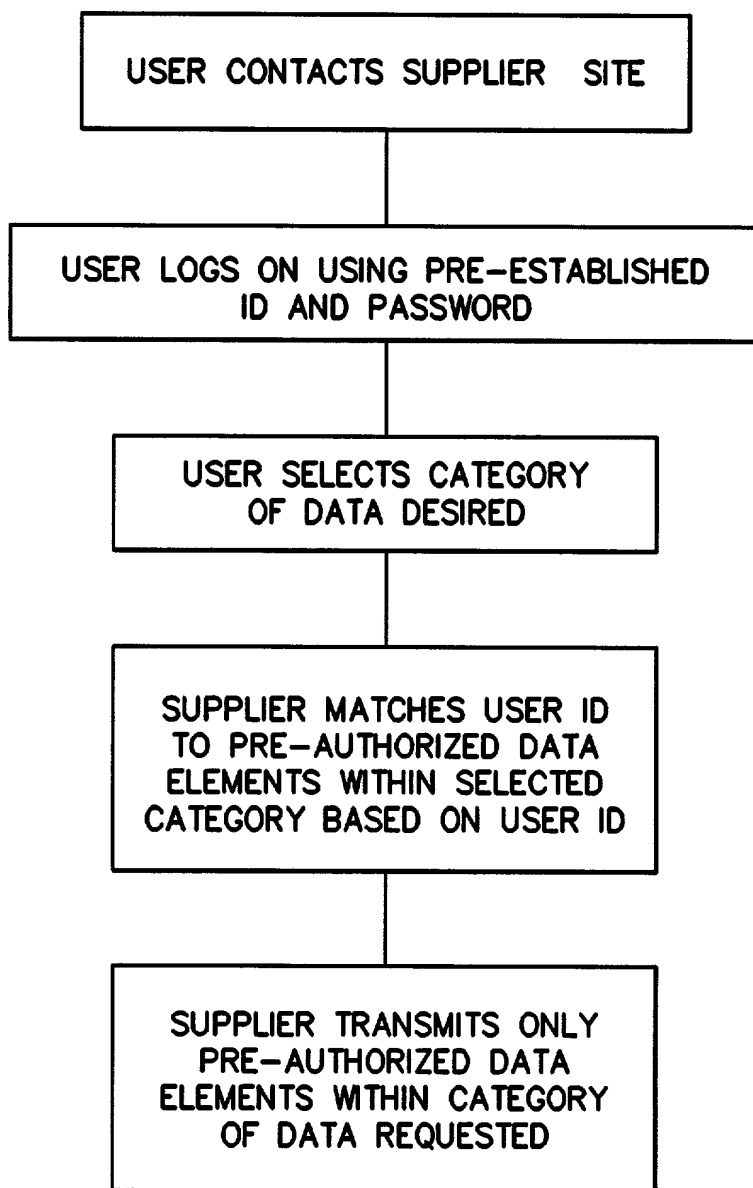 USER CONTACTS SUPPLIER SITE
USER LOGS ON USING PRE-ESTABLISHED
ID AND PASSWORD
USER SELECTS CATEGORY
OF DATA DESIRED
SUPPLIER MATCHES USER ID
TO PRE-AUTHORIZED DATA
ELEMENTS WITHIN SELECTED
CATEGORY BASED ON USER ID
SUPPLIER TRANSMITS ONLY
PRE-AUTHORIZED DATA
ELEMENTS WITHIN CATEGORY
OF DATA REQUESTED